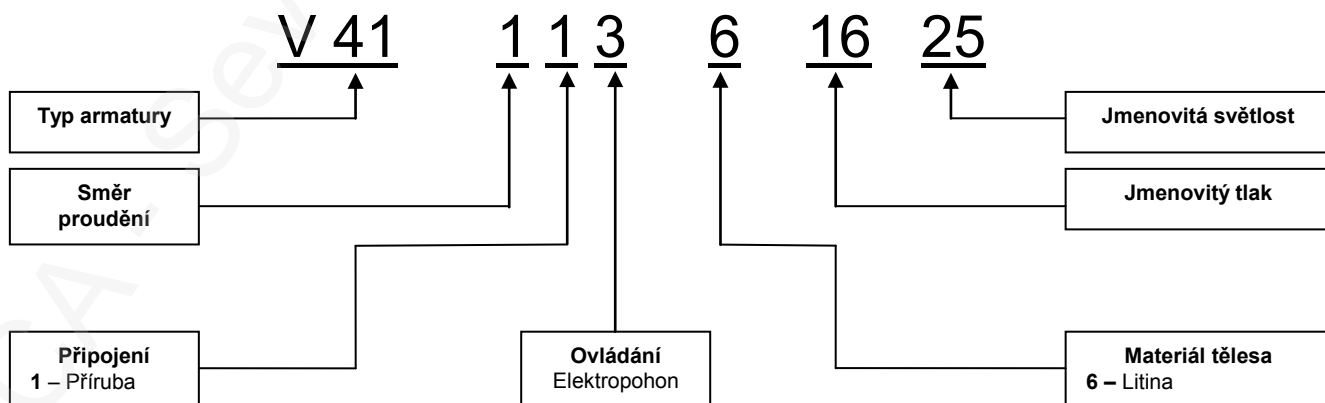 V 41 1 1 3 6 16 25
Typ armatury
Jmenovitá světlost
Směr
proudění
Jmenovitý tlak
Připojení
1 – Příruba
Ovládání
Elektropohon
Materiál tělesa
6 – Litina